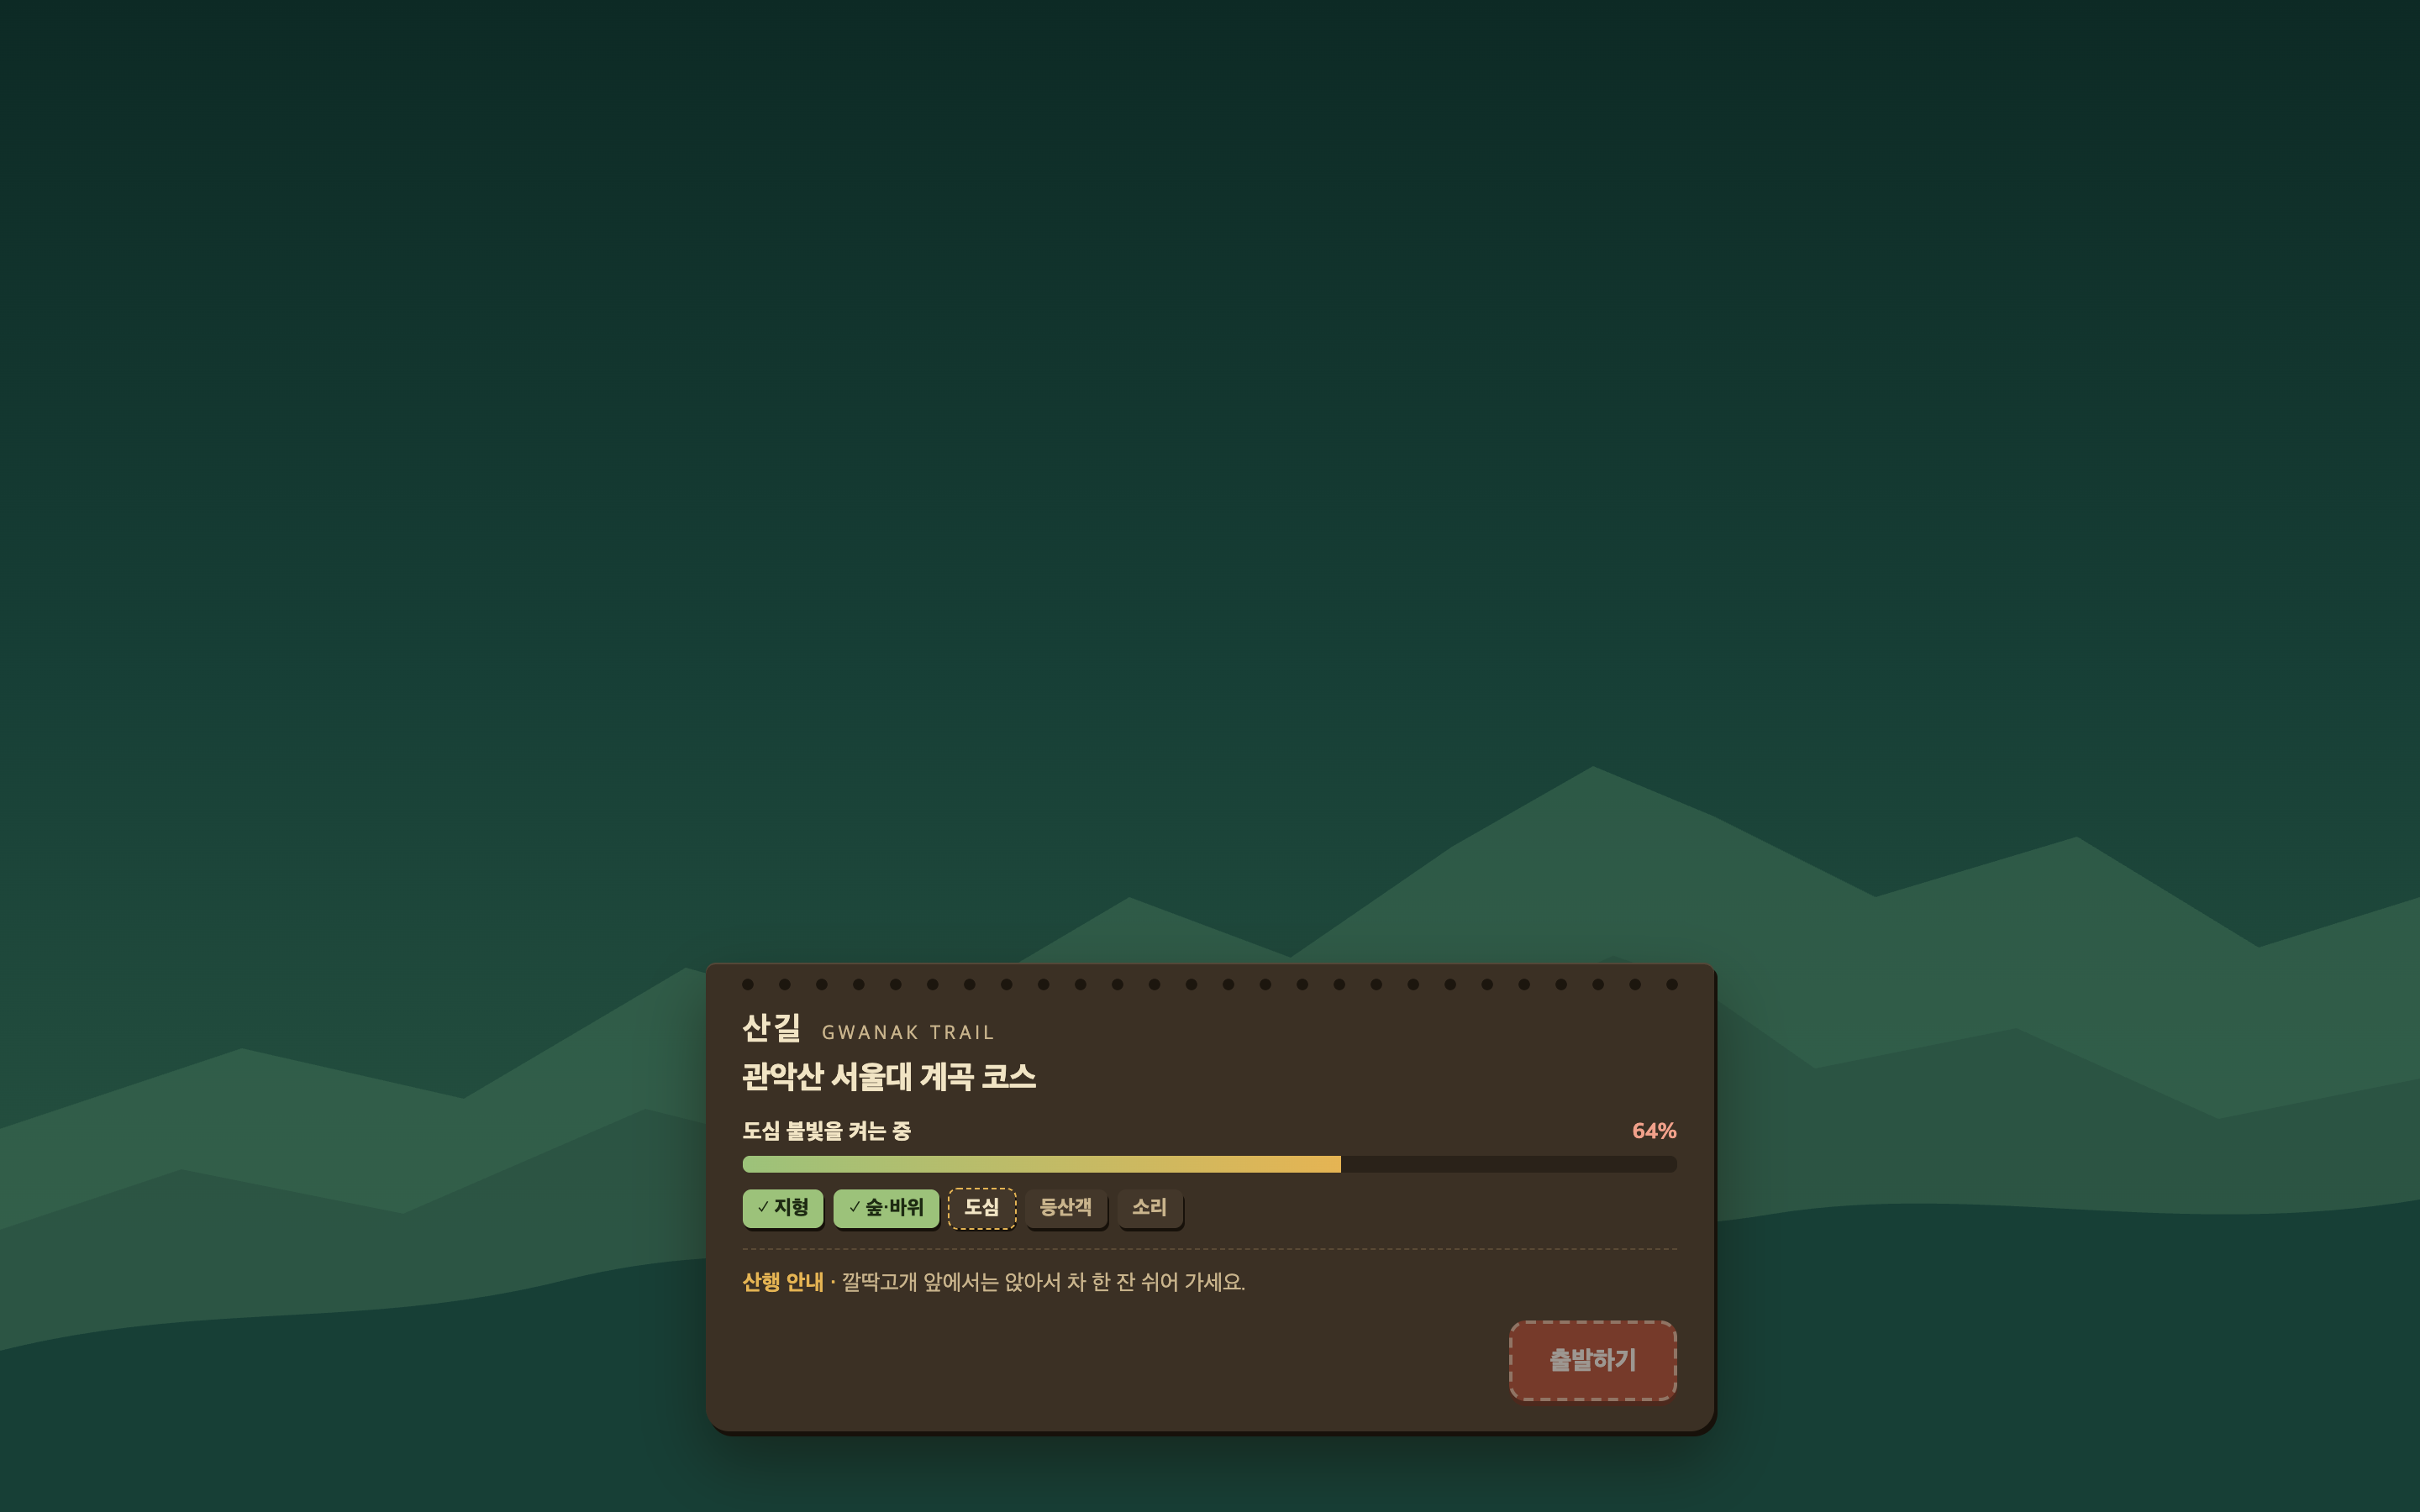 산길 GWANAK TRAIL
관악산 서울대 계곡 코스
도심 불빛을 켜는 중 64%
✓ 지형 ✓ 숲·바위 도심 등산객 소리
산행 안내 · 깔딱고개 앞에서는 앉아서 차 한 잔 쉬어 가세요.
출발하기